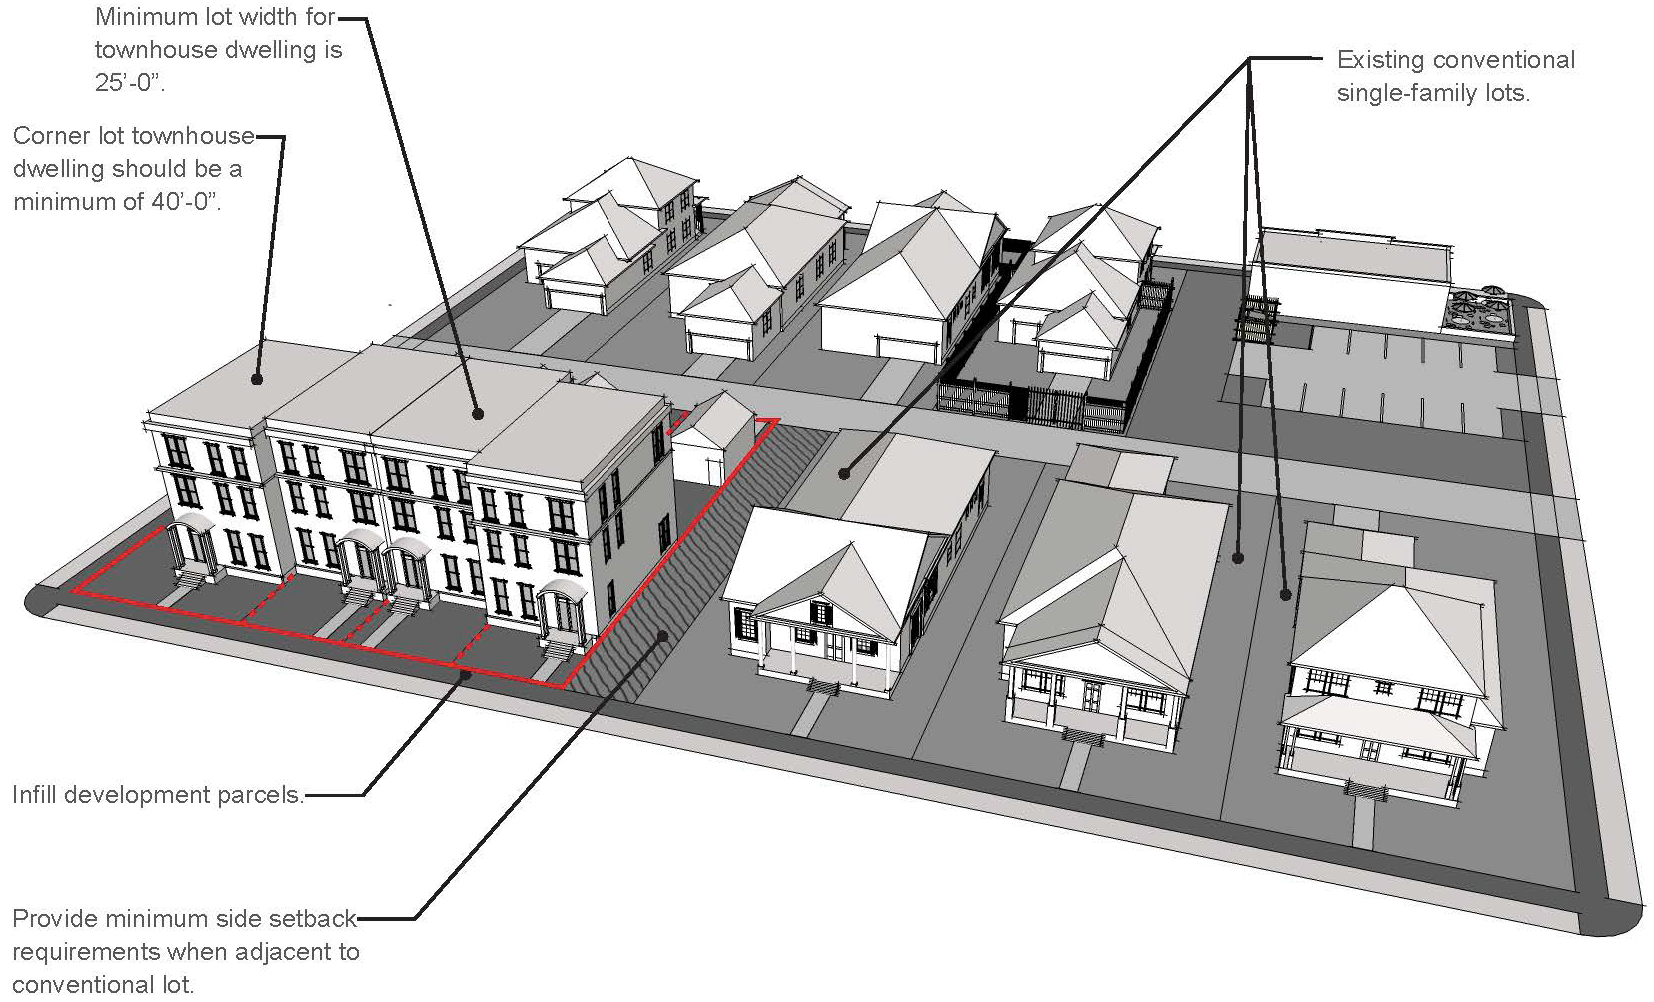 Minimum lot width for
townhouse dwelling is
25’-0”.
Existing conventional
single-family lots.
Corner lot townhouse
dwelling should be a
minimum of 40’-0”.
Infill development parcels.
Provide minimum side setback
requirements when adjacent to
conventional lot.